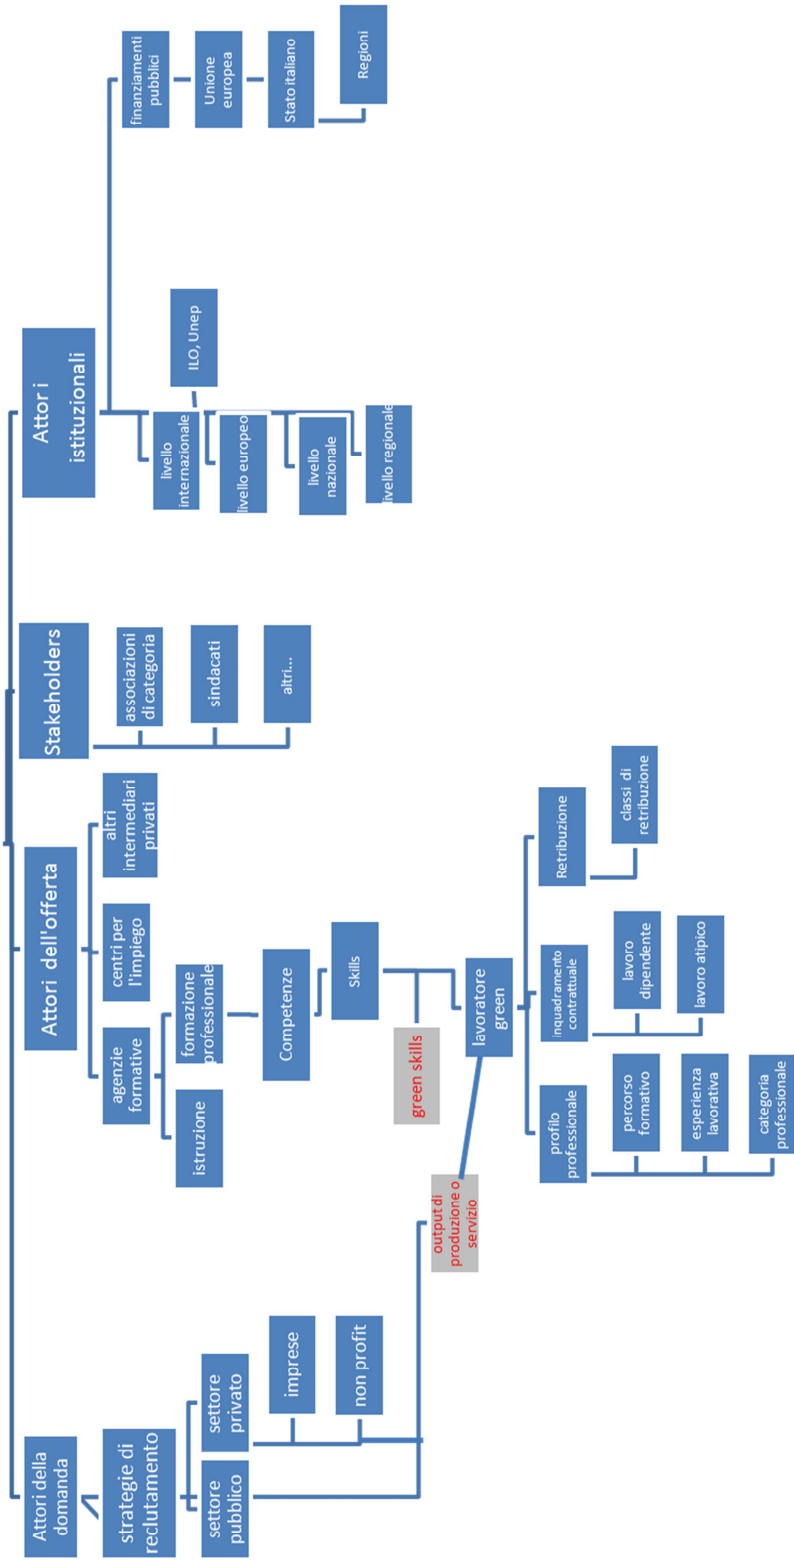 Attori della
domanda
strategie di
reclutamento
settore
pubblico
settore
privato
imprese
non profit
output di
produzione o
servizio
Attori dell'offerta
agenzie
formative
istruzione
formazione
professionale
Competenze
Skills
green skills
centri per
l'impiego
altri
intermediari
privati
lavoratore
green
profilo
professionale
percorso
formativo
esperienza
lavorativa
categoria
professionale
inquadramento
contrattuale
lavoro
dipendente
lavoro atipico
Retribuzione
classi di
retribuzione
Stakeholders
associazioni
di categoria
sindacati
altri...
Attor i
istituzionali
livello
internazionale
ILO, Unep
livello europeo
livello
nazionale
livello regionale
finanziamenti
pubblici
Unione
europea
Stato italiano
Regioni